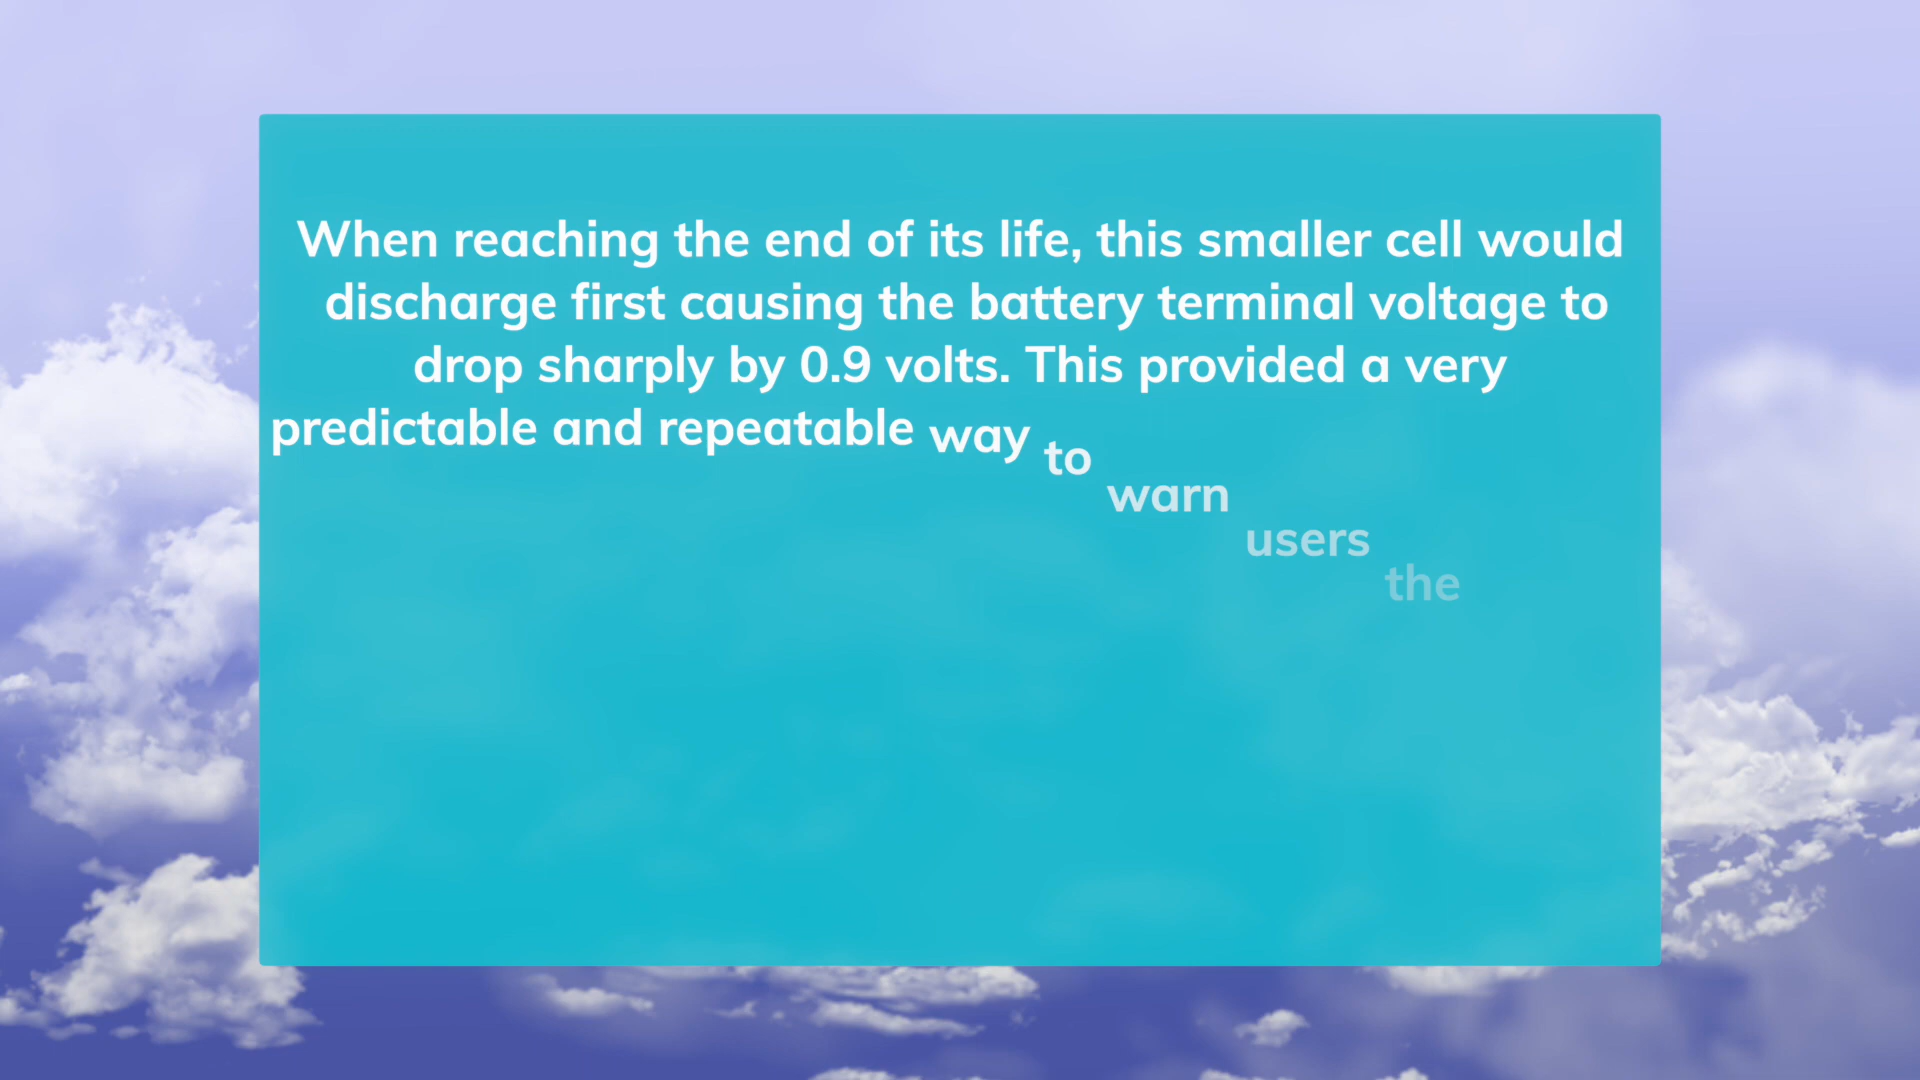 When reaching the end of its life, this smaller cell would
discharge first causing the battery terminal voltage to
drop sharply by 0.9 volts. This provided a very
predictable and repeatable way to warn users the